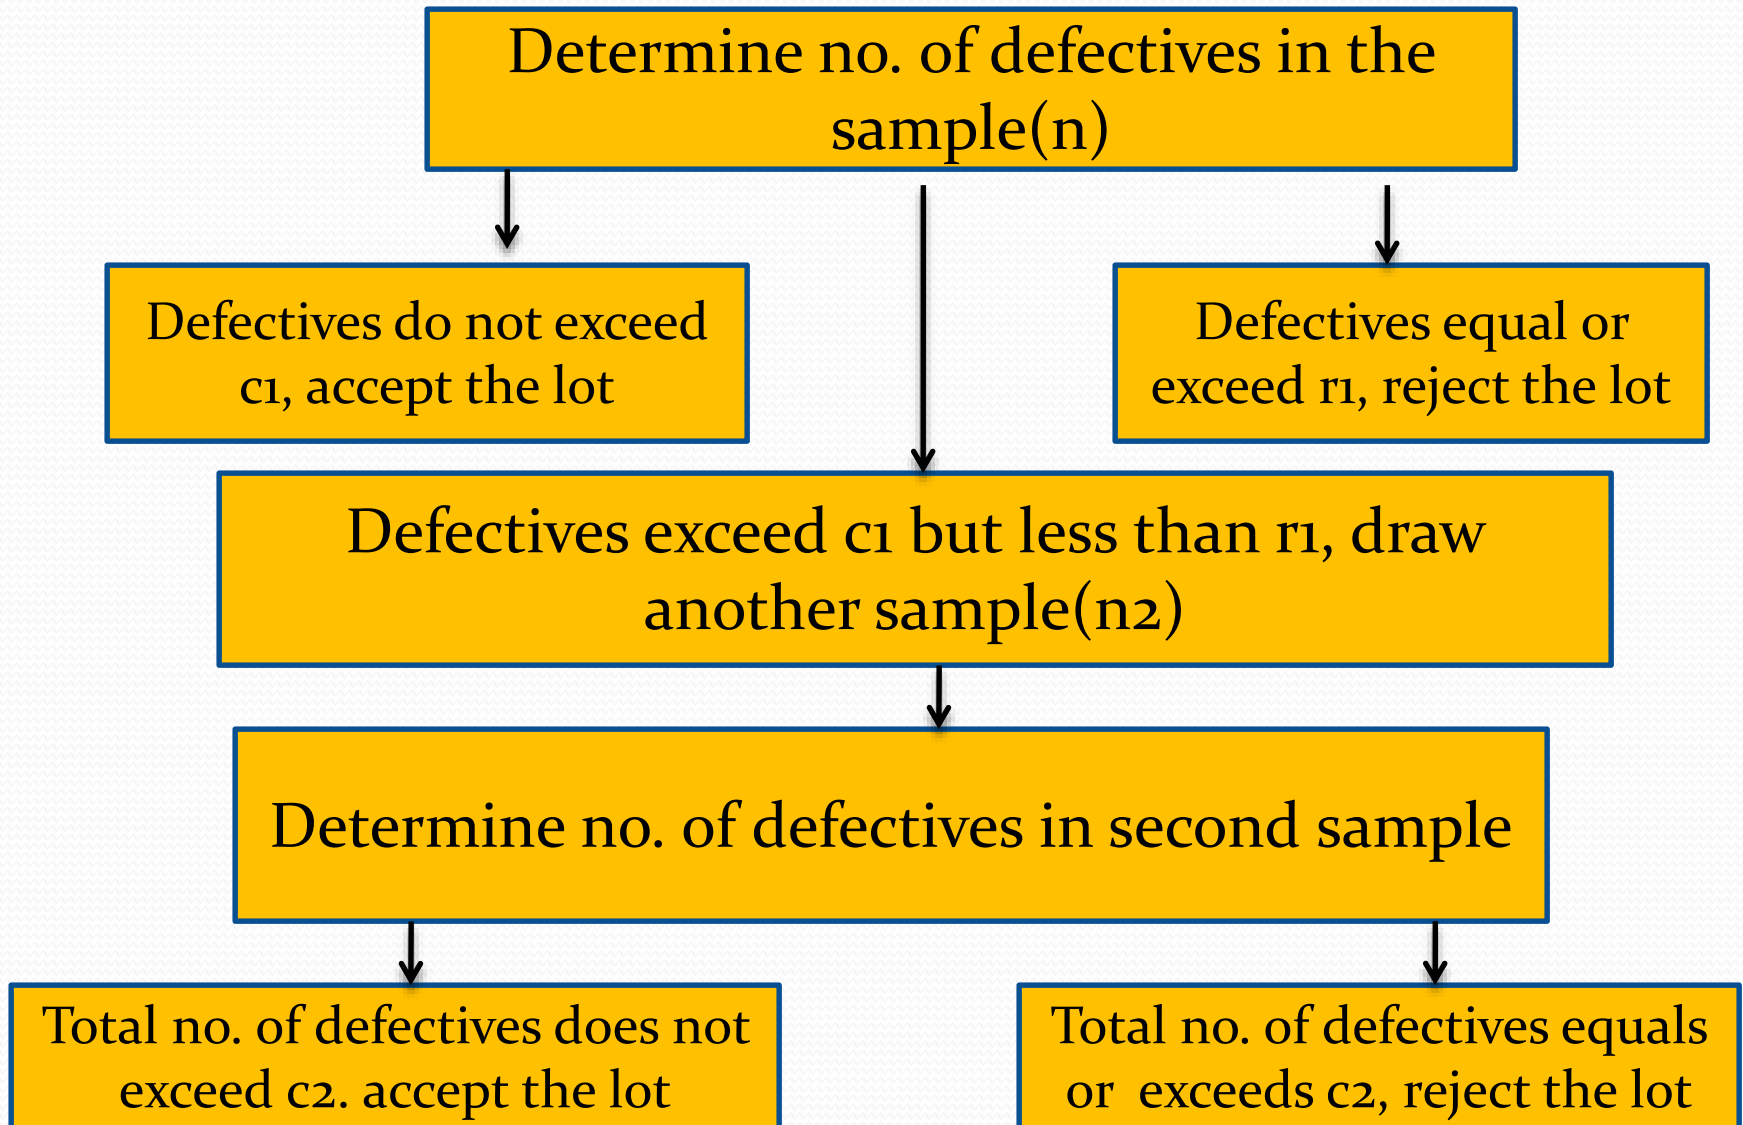 Determine no. of defectives in the
sample(n)
Defectives do not exceed
c1, accept the lot
Defectives equal or
exceed r1, reject the lot
Defectives exceed c1 but less than r1, draw
another sample(n2)
Determine no. of defectives in second sample
Total no. of defectives does not
exceed c2. accept the lot
Total no. of defectives equals
or exceeds c2, reject the lot